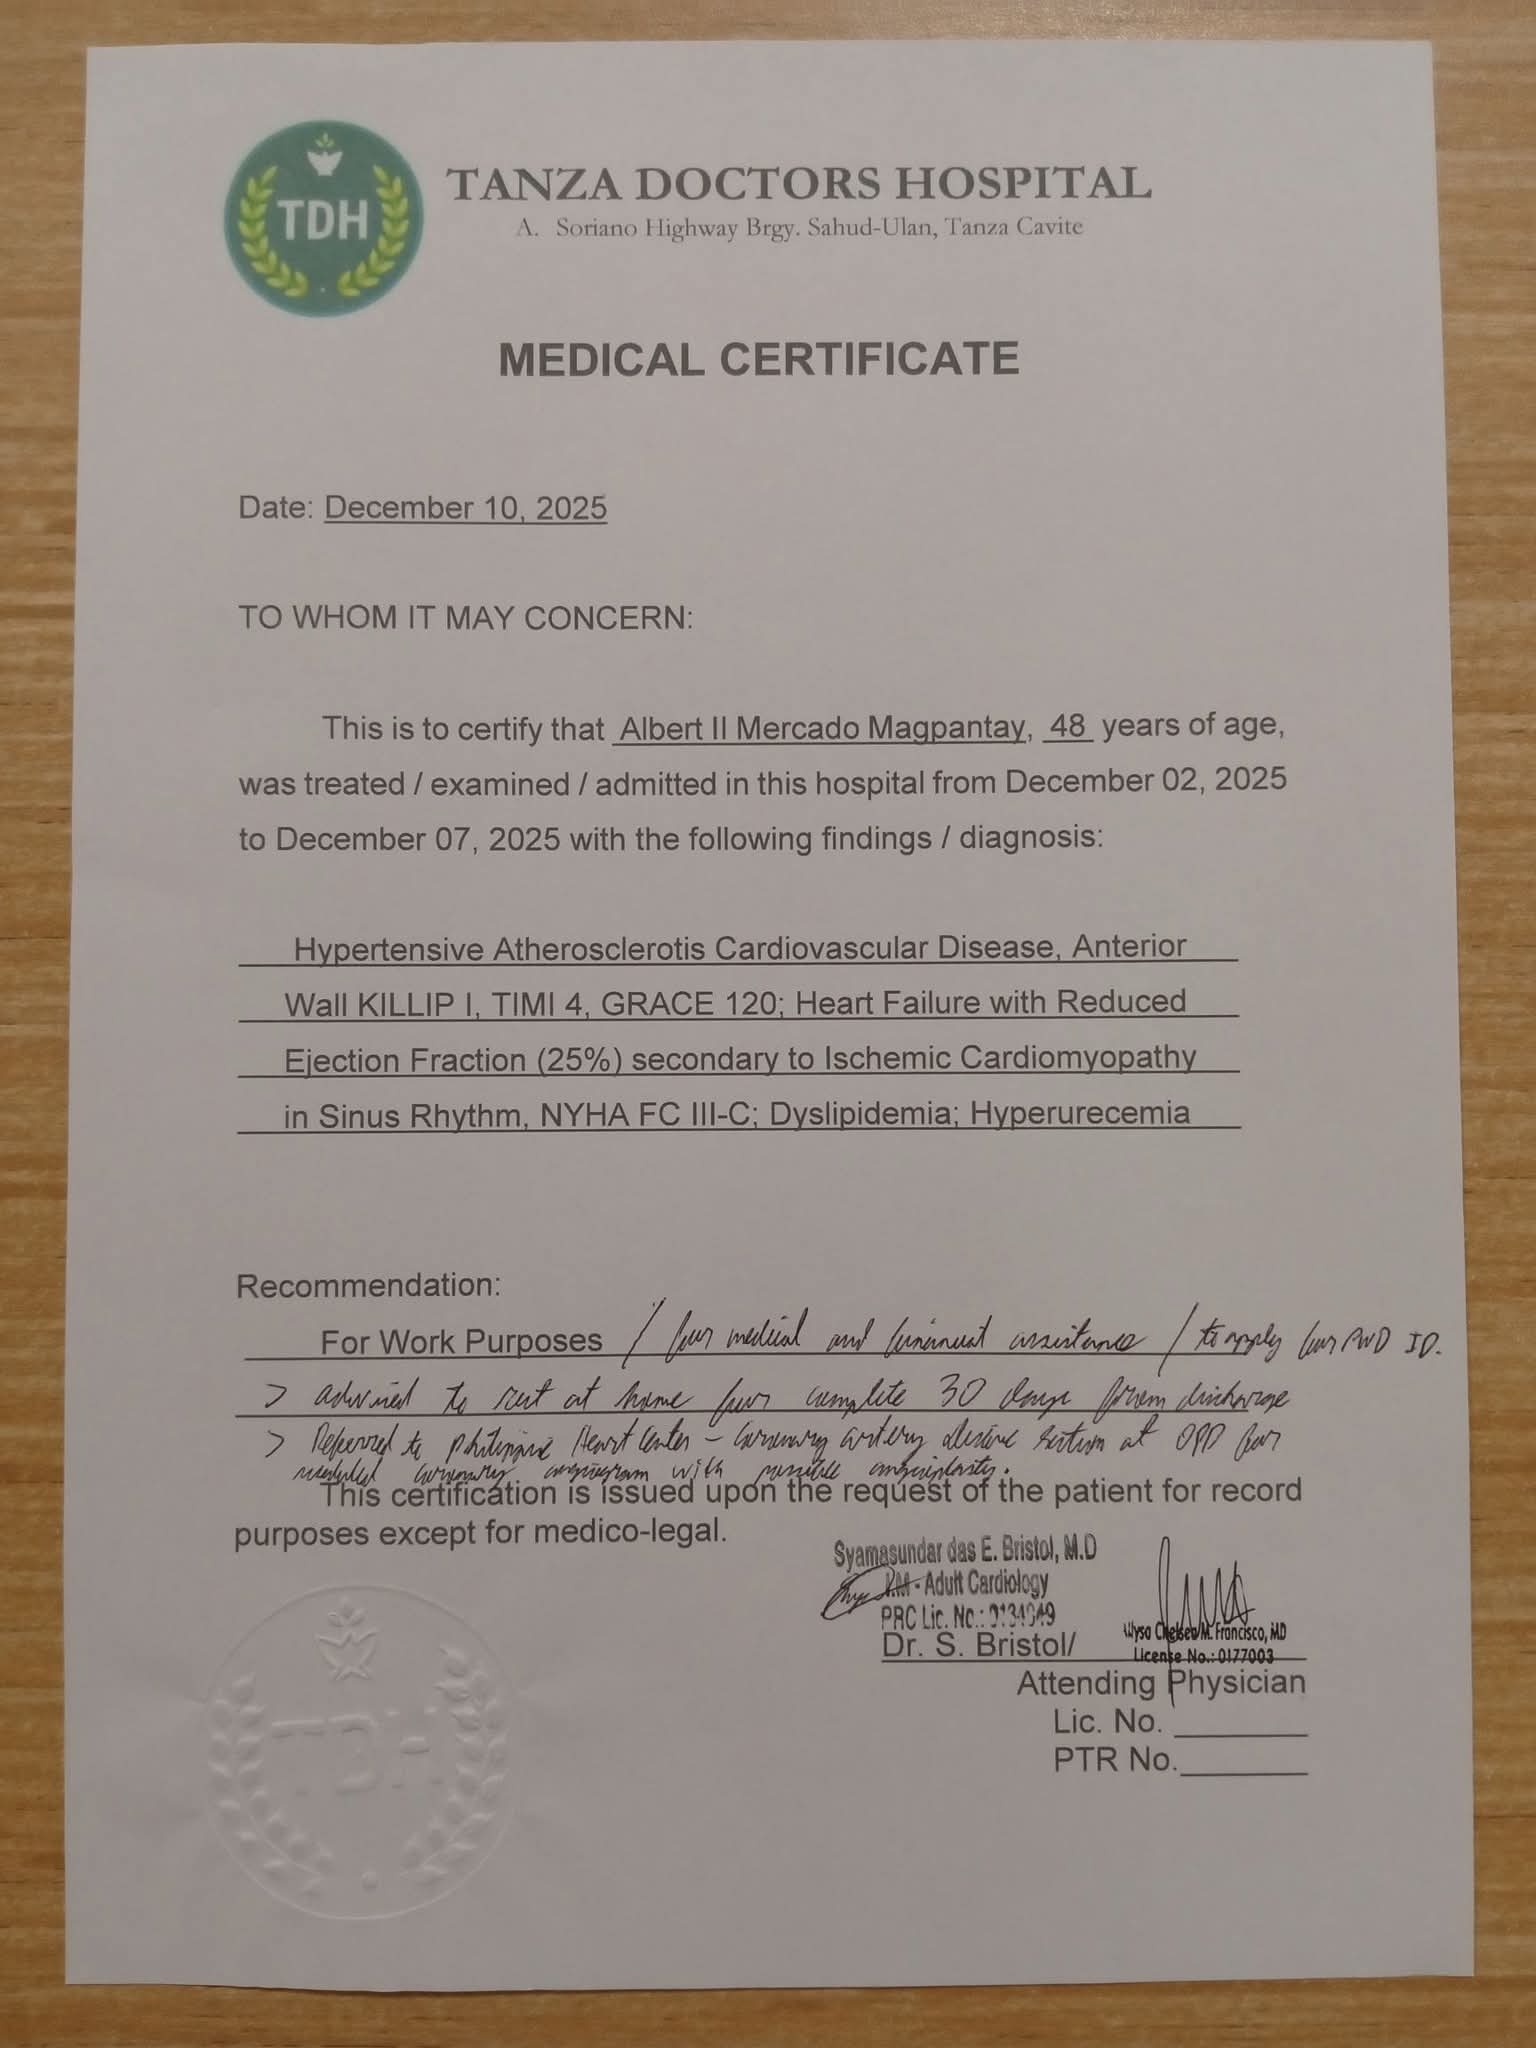 TDH
TANZA DOCTORS HOSPITAL
A. Soriano Highway Brgy. Sahud-Ulan, Tanza Cavite
MEDICAL CERTIFICATE
Date: December 10, 2025
TO WHOM IT MAY CONCERN:
This is to certify that Albert II Mercado Magpantay, 48 years of age,
was treated / examined / admitted in this hospital from December 02, 2025
to December 07, 2025 with the following findings / diagnosis:
Hypertensive Atherosclerotis Cardiovascular Disease, Anterior
Wall KILLIP I, TIMI 4, GRACE 120; Heart Failure with Reduced
Ejection Fraction (25%) secondary to Ischemic Cardiomyopathy
in Sinus Rhythm, NYHA FC III-C; Dyslipidemia; Hyperurecemia
Recommendation:
For Work Purposes / for medical and financial assistance / to apply for PWD ID.
> advised to rest at home for complete 30 days from discharge
> Referred to Philippine Heart Center - coronary artery disease section at OPD for
coronary angiogram with possible angioplasty.
This certification is issued upon the request of the patient for record
purposes except for medico-legal.
Syamasundar das E. Bristol, M.D
I.M - Adult Cardiology
PRC Lic. No.: 0134949
Dr. S. Bristol/
M. Francisco, MD
License No.: 0177003
Attending Physician
Lic. No.
PTR No.
TDH